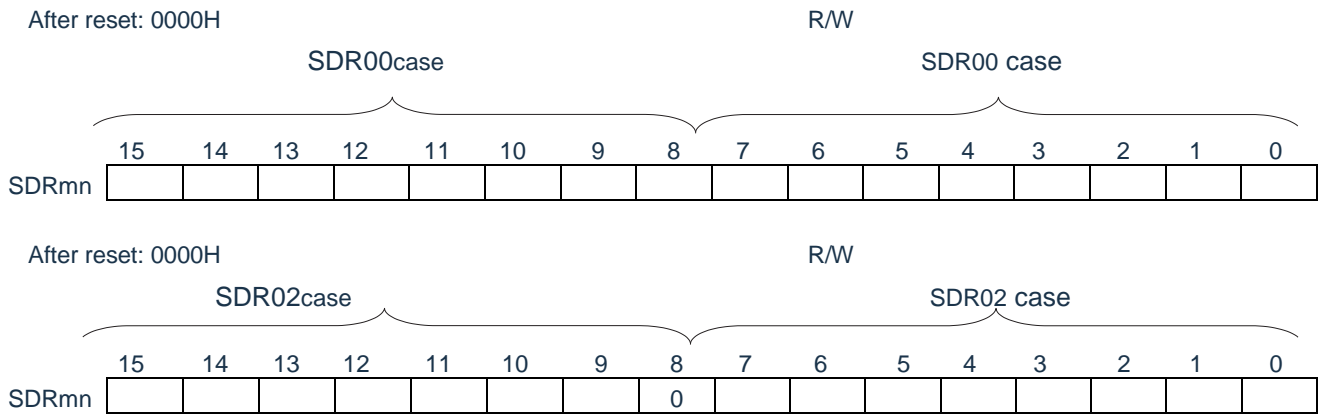 After reset: 0000H R/W
SDR00case SDR00 case
15 14 13 12 11 10 9 8 7 6 5 4 3 2 1 0
SDRmn
After reset: 0000H R/W
SDR02case SDR02 case
15 14 13 12 11 10 9 8 7 6 5 4 3 2 1 0
SDRmn 0